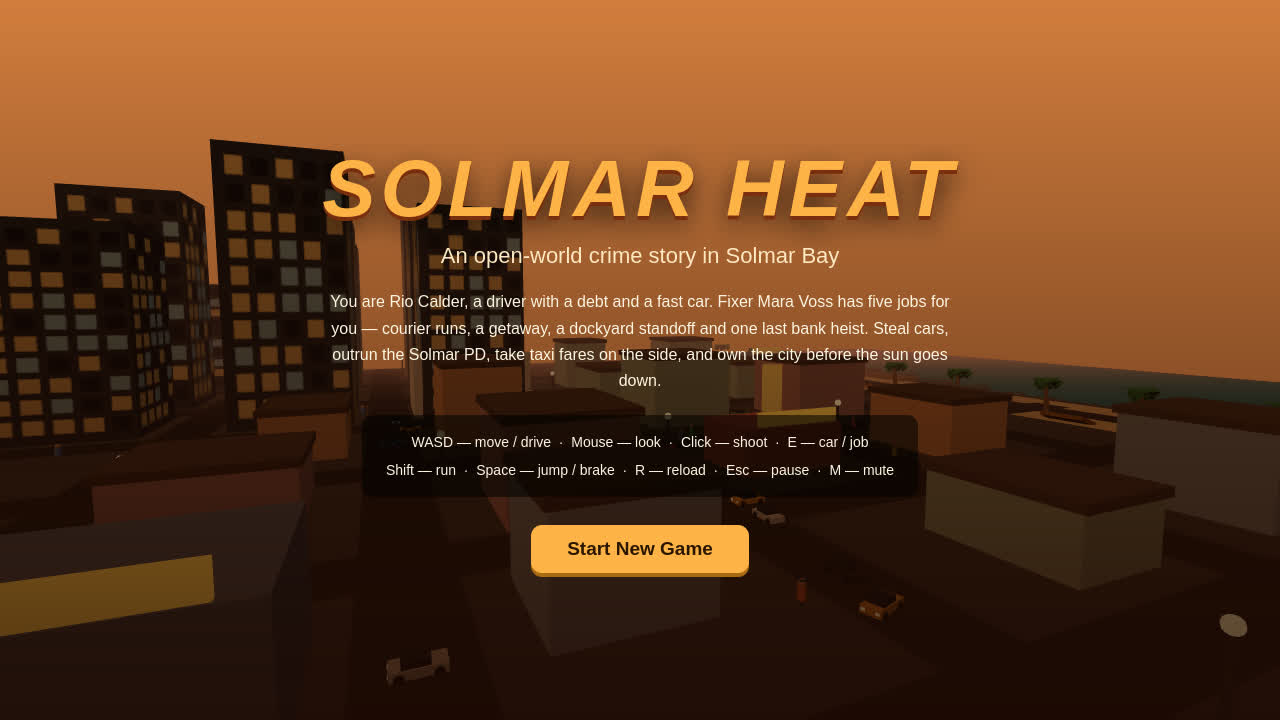 SOLMAR HEAT
An open-world crime story in Solmar Bay
You are Rio Calder, a driver with a debt and a fast car. Fixer Mara Voss has five jobs for
you — courier runs, a getaway, a dockyard standoff and one last bank heist. Steal cars,
outrun the Solmar PD, take taxi fares on the side, and own the city before the sun goes
down.
WASD — move / drive · Mouse — look · Click — shoot · E — car / job
Shift — run · Space — jump / brake · R — reload · Esc — pause · M — mute
Start New Game